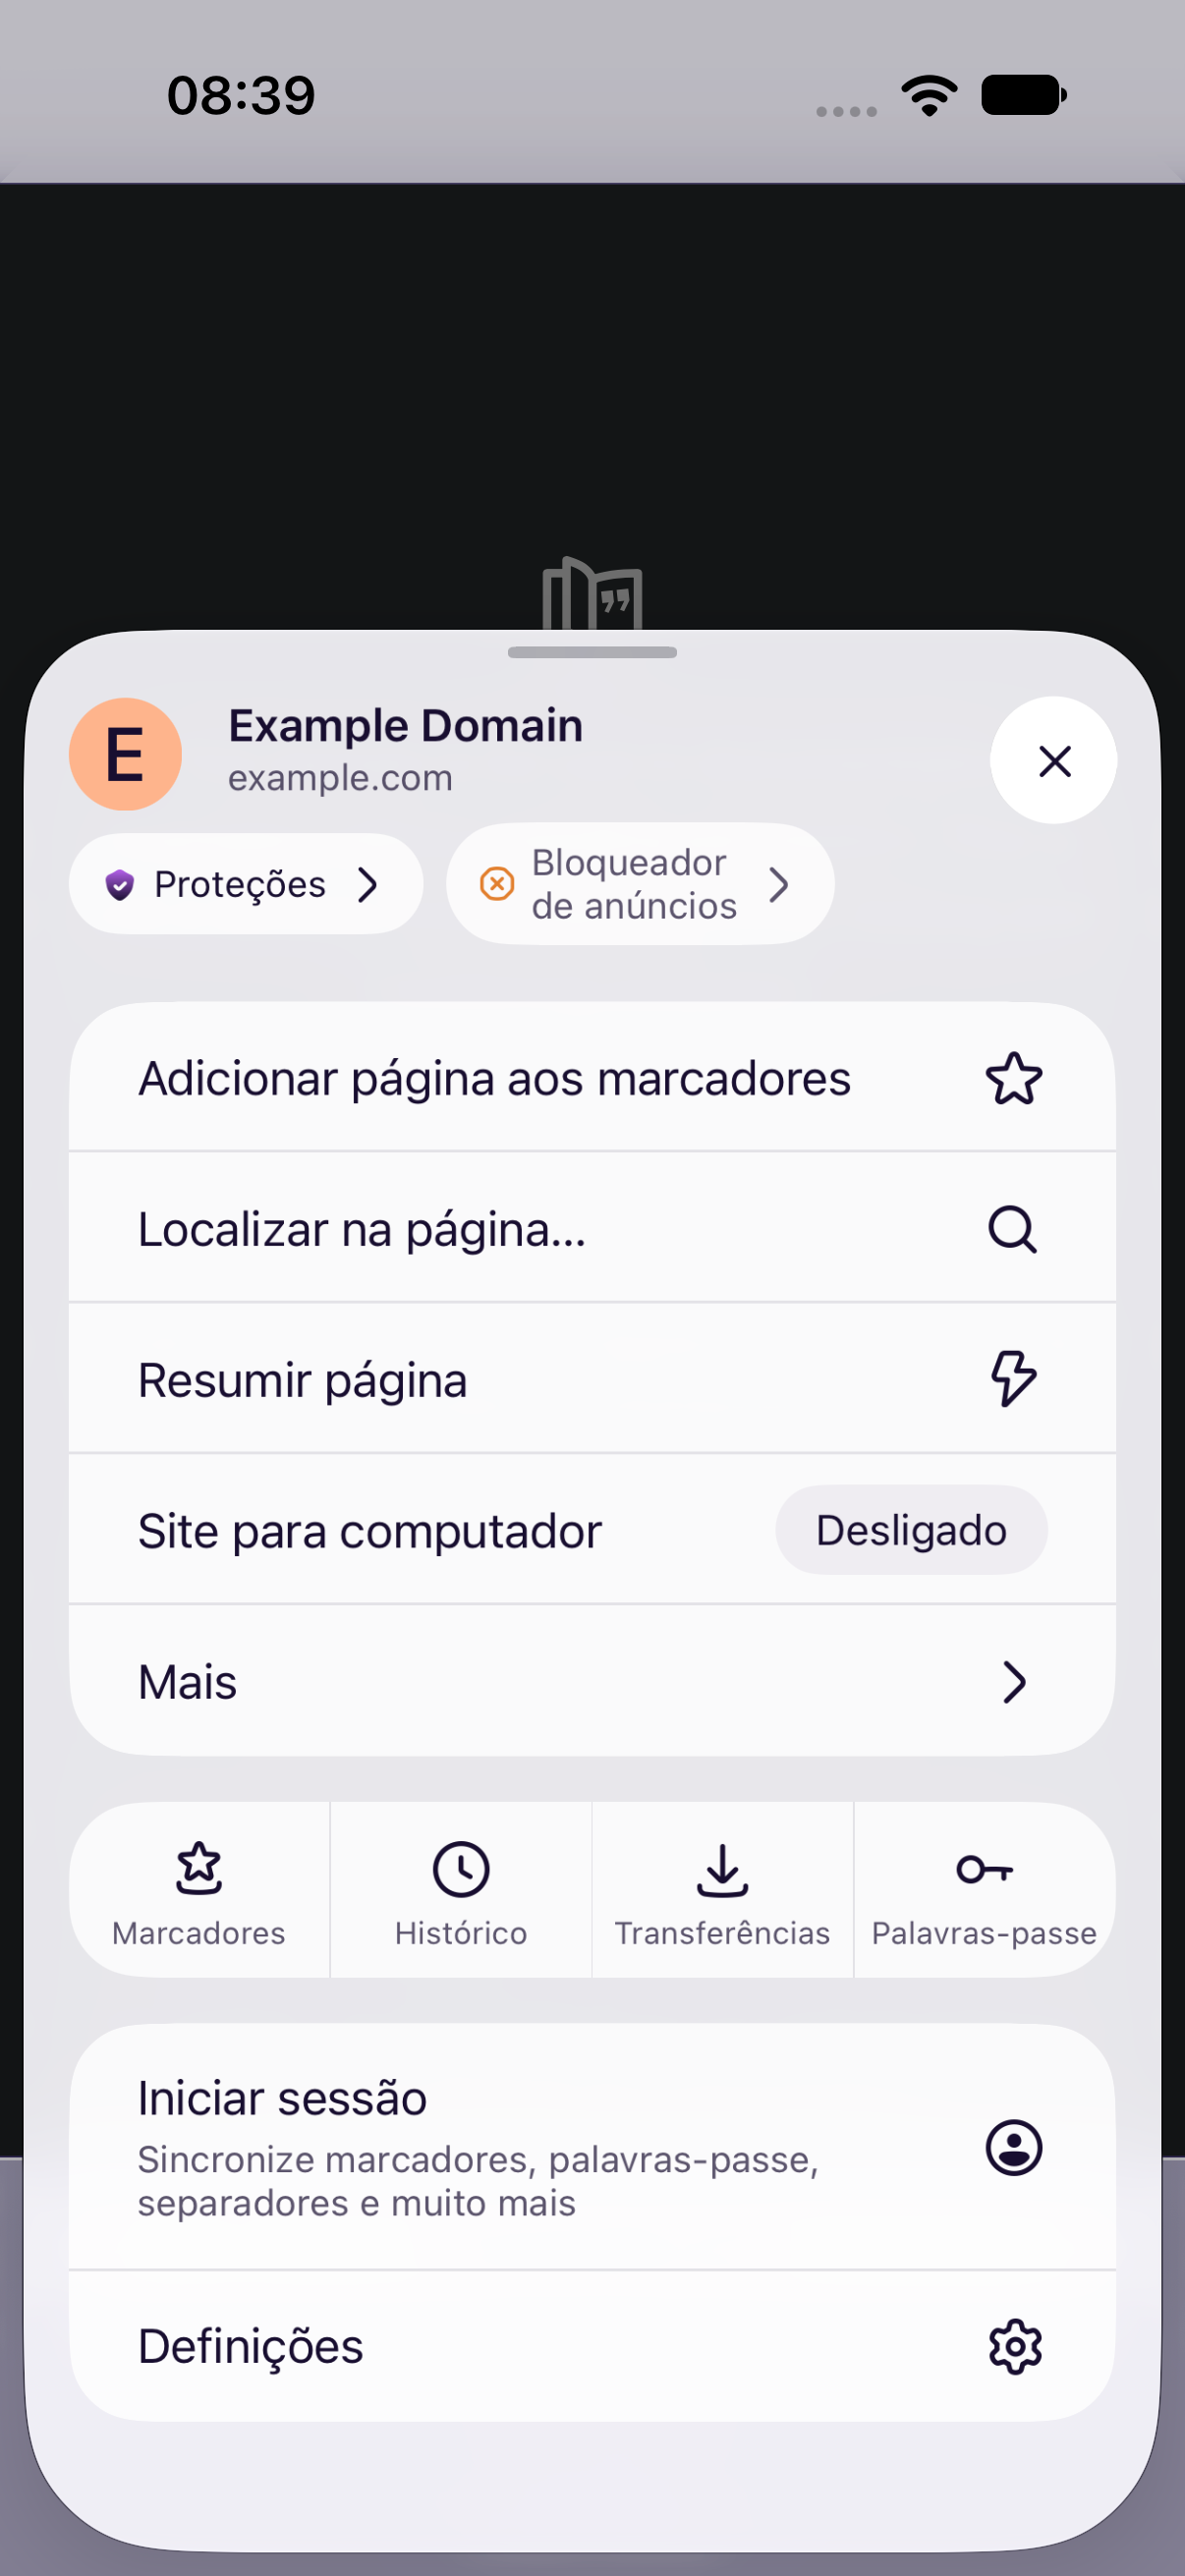 08:39
E
Example Domain
example.com
Proteções
Bloqueador
de anúncios
Adicionar página aos marcadores
Localizar na página...
Resumir página
Site para computador
Desligado
Mais
Marcadores
Histórico
Transferências
Palavras-passe
Iniciar sessão
Sincronize marcadores, palavras-passe,
separadores e muito mais
Definições